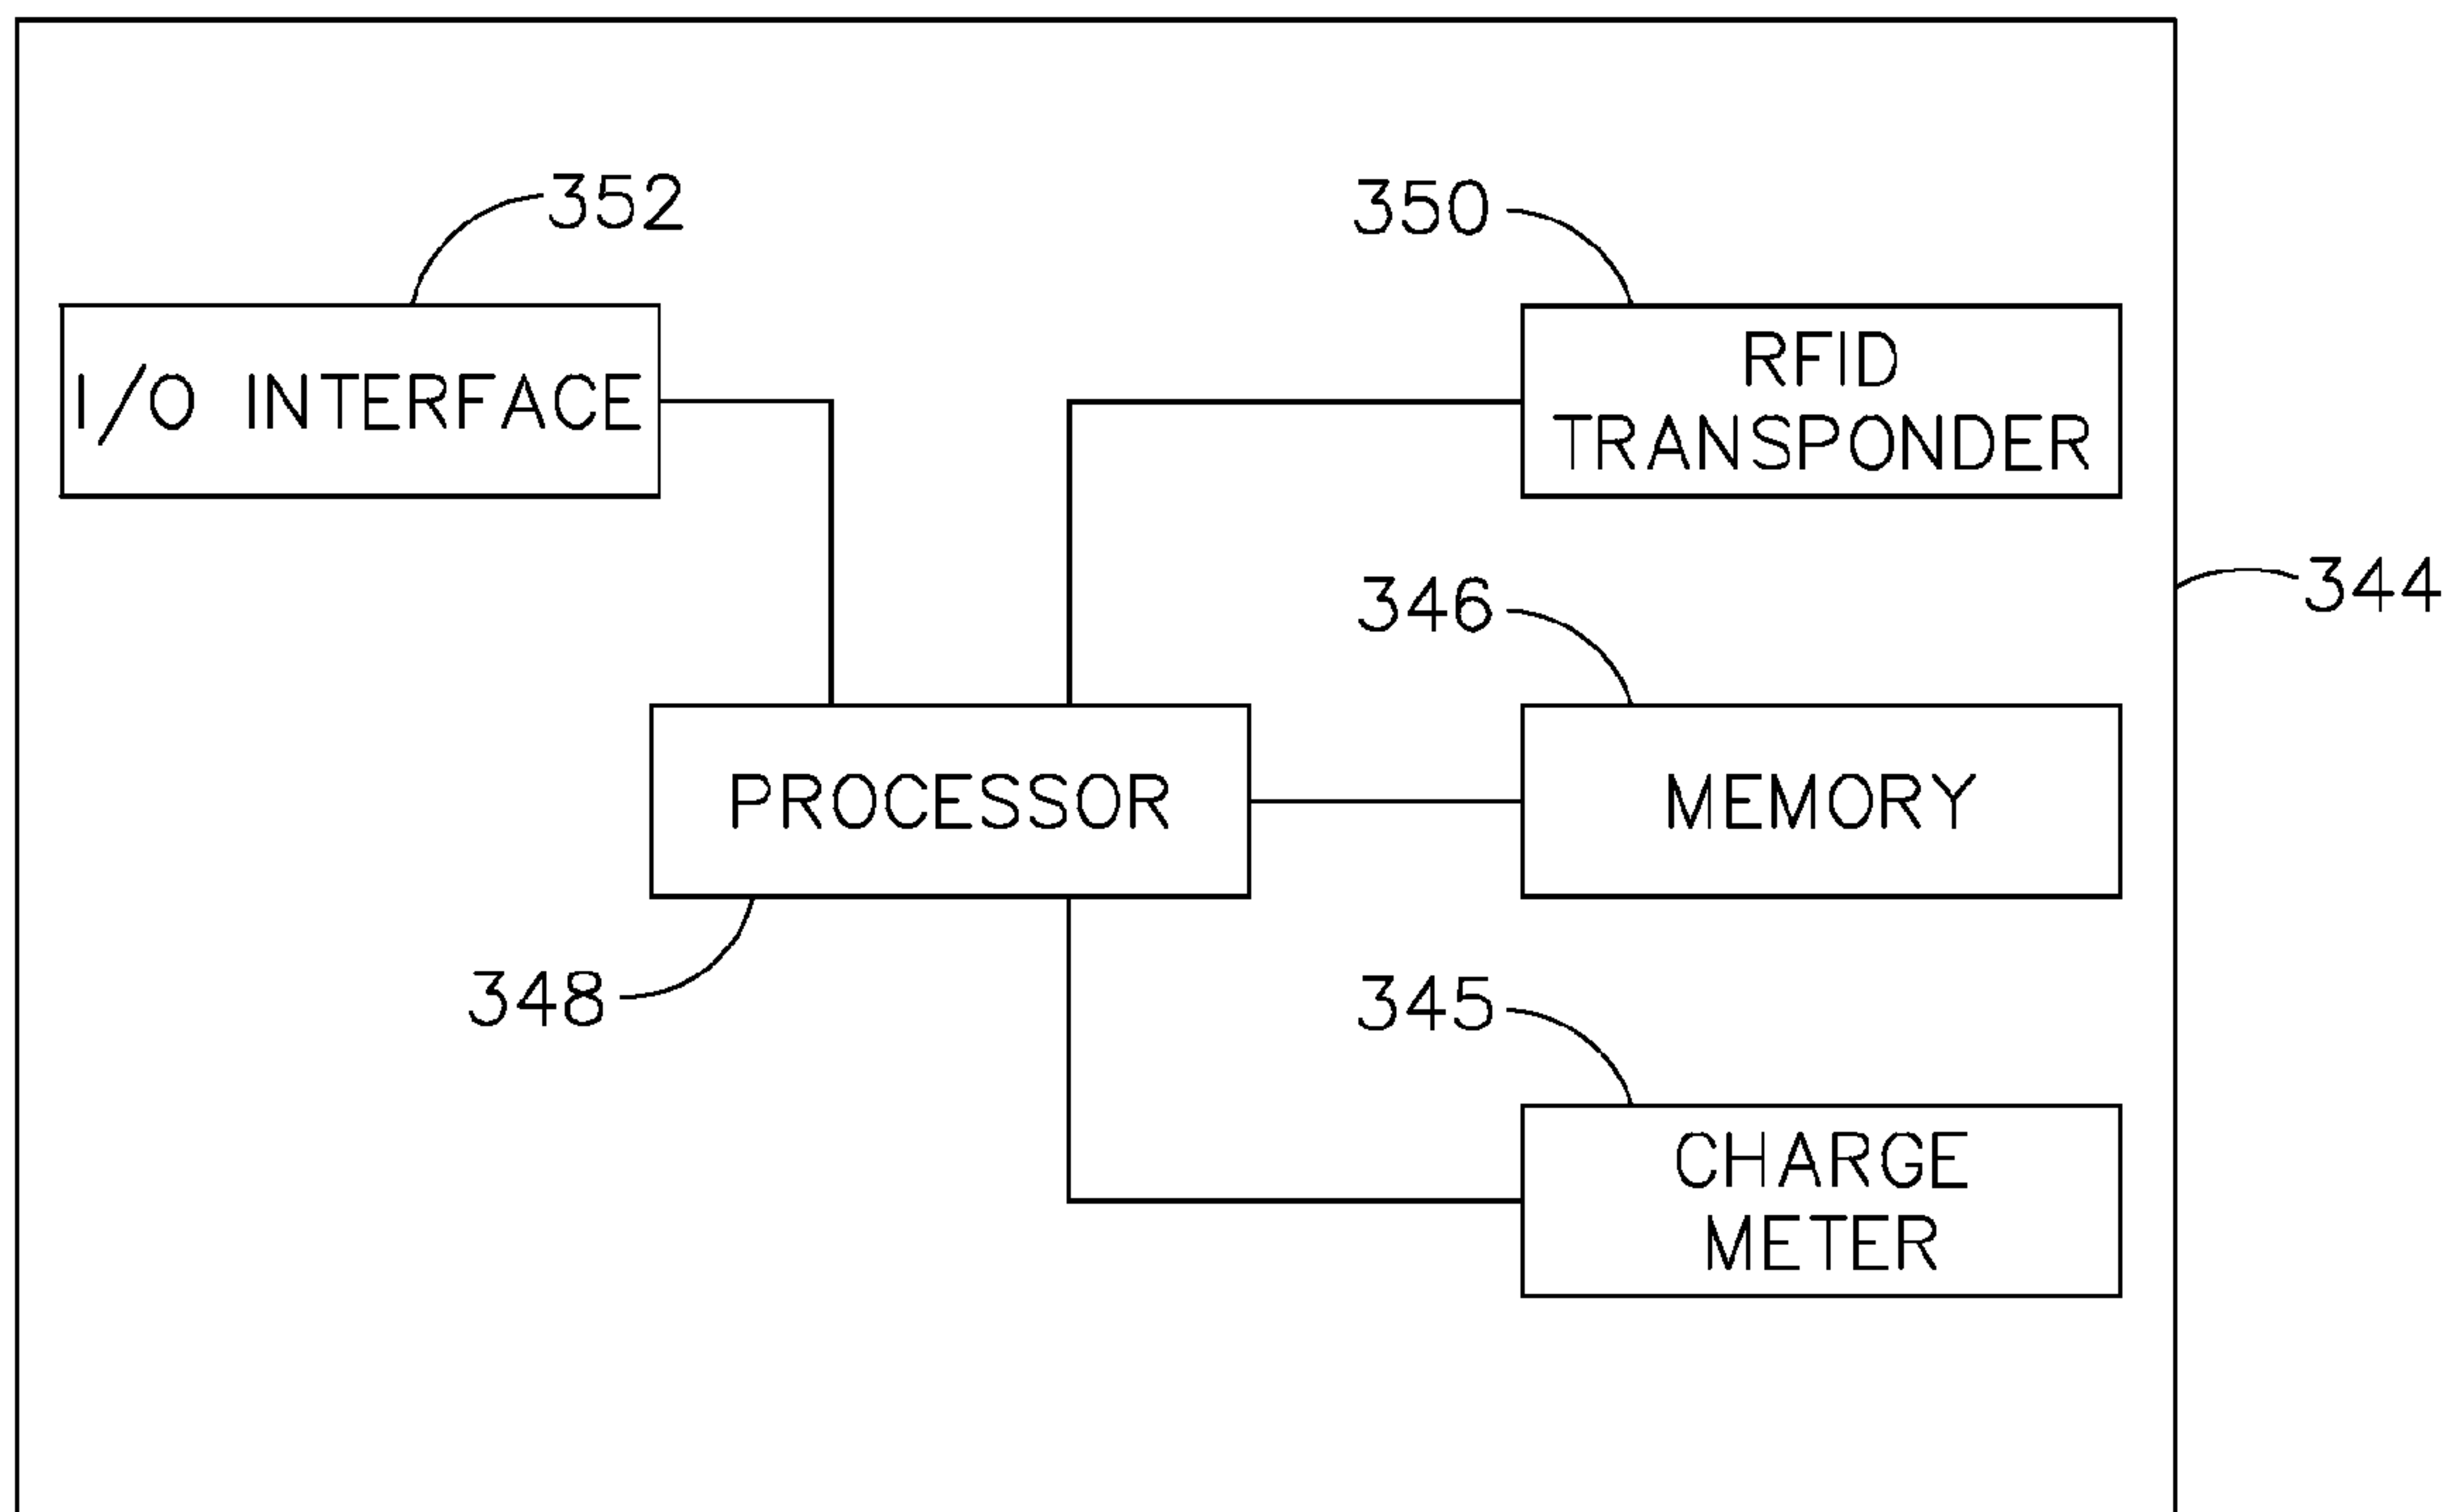 352
350
I/O INTERFACE
RFID
TRANSPONDER
344
346
PROCESSOR
MEMORY
348
345
CHARGE
METER